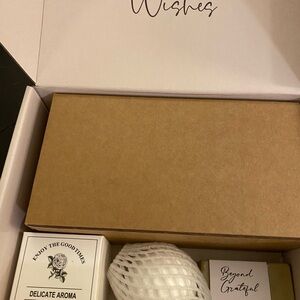 Wishes
ENJOY THE GOOD TIMES
DELICATE AROMA
Beyond
Grateful